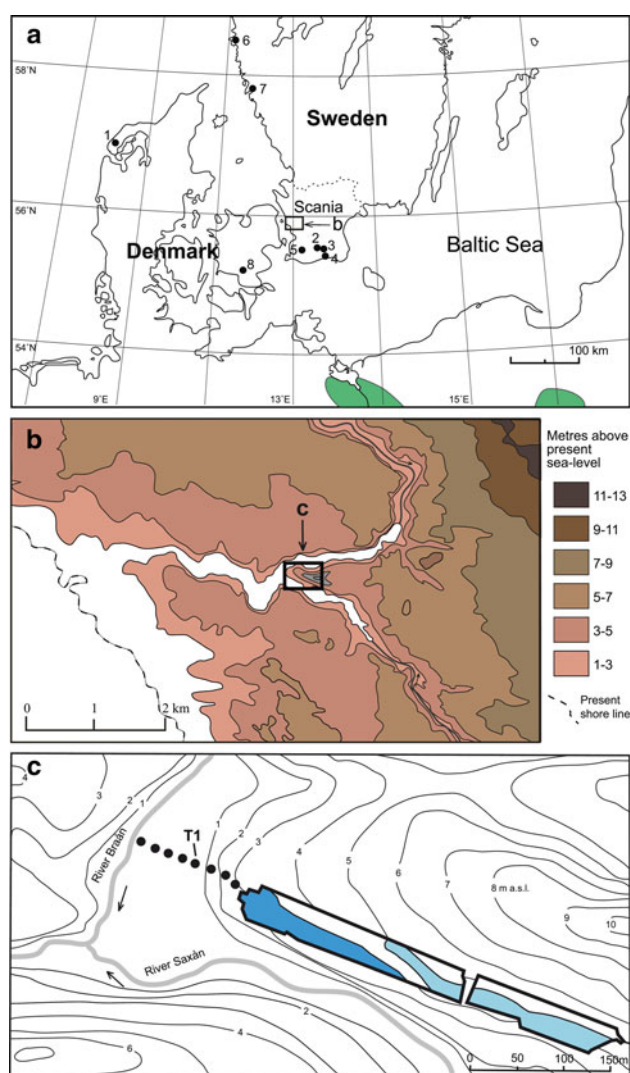 a
58°N
6
7
Sweden
1
56°N
Scania
b
Denmark
2
3
5
4
8
Baltic Sea
54°N
100 km
9°E
13°E
15°E
b
Metres above
present
sea-level
c
11-13
9-11
7-9
5-7
3-5
1-3
0 1 2 km
Present
shore line
c
4
3
2
1
T1
River Braån
1
2
3
4
5
6
7
8 m a.s.l.
9
10
River Saxån
2
4
6
0 50 100 150m